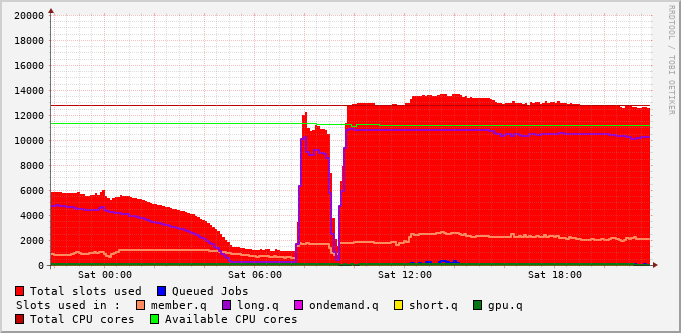 RRDTOOL / TOBI OETIKER
20000
18000
16000
14000
12000
10000
8000
6000
4000
2000
0
Sat 00:00 Sat 06:00 Sat 12:00 Sat 18:00
Total slots used Queued Jobs
Slots used in : member.q long.q ondemand.q short.q gpu.q
Total CPU cores Available CPU cores